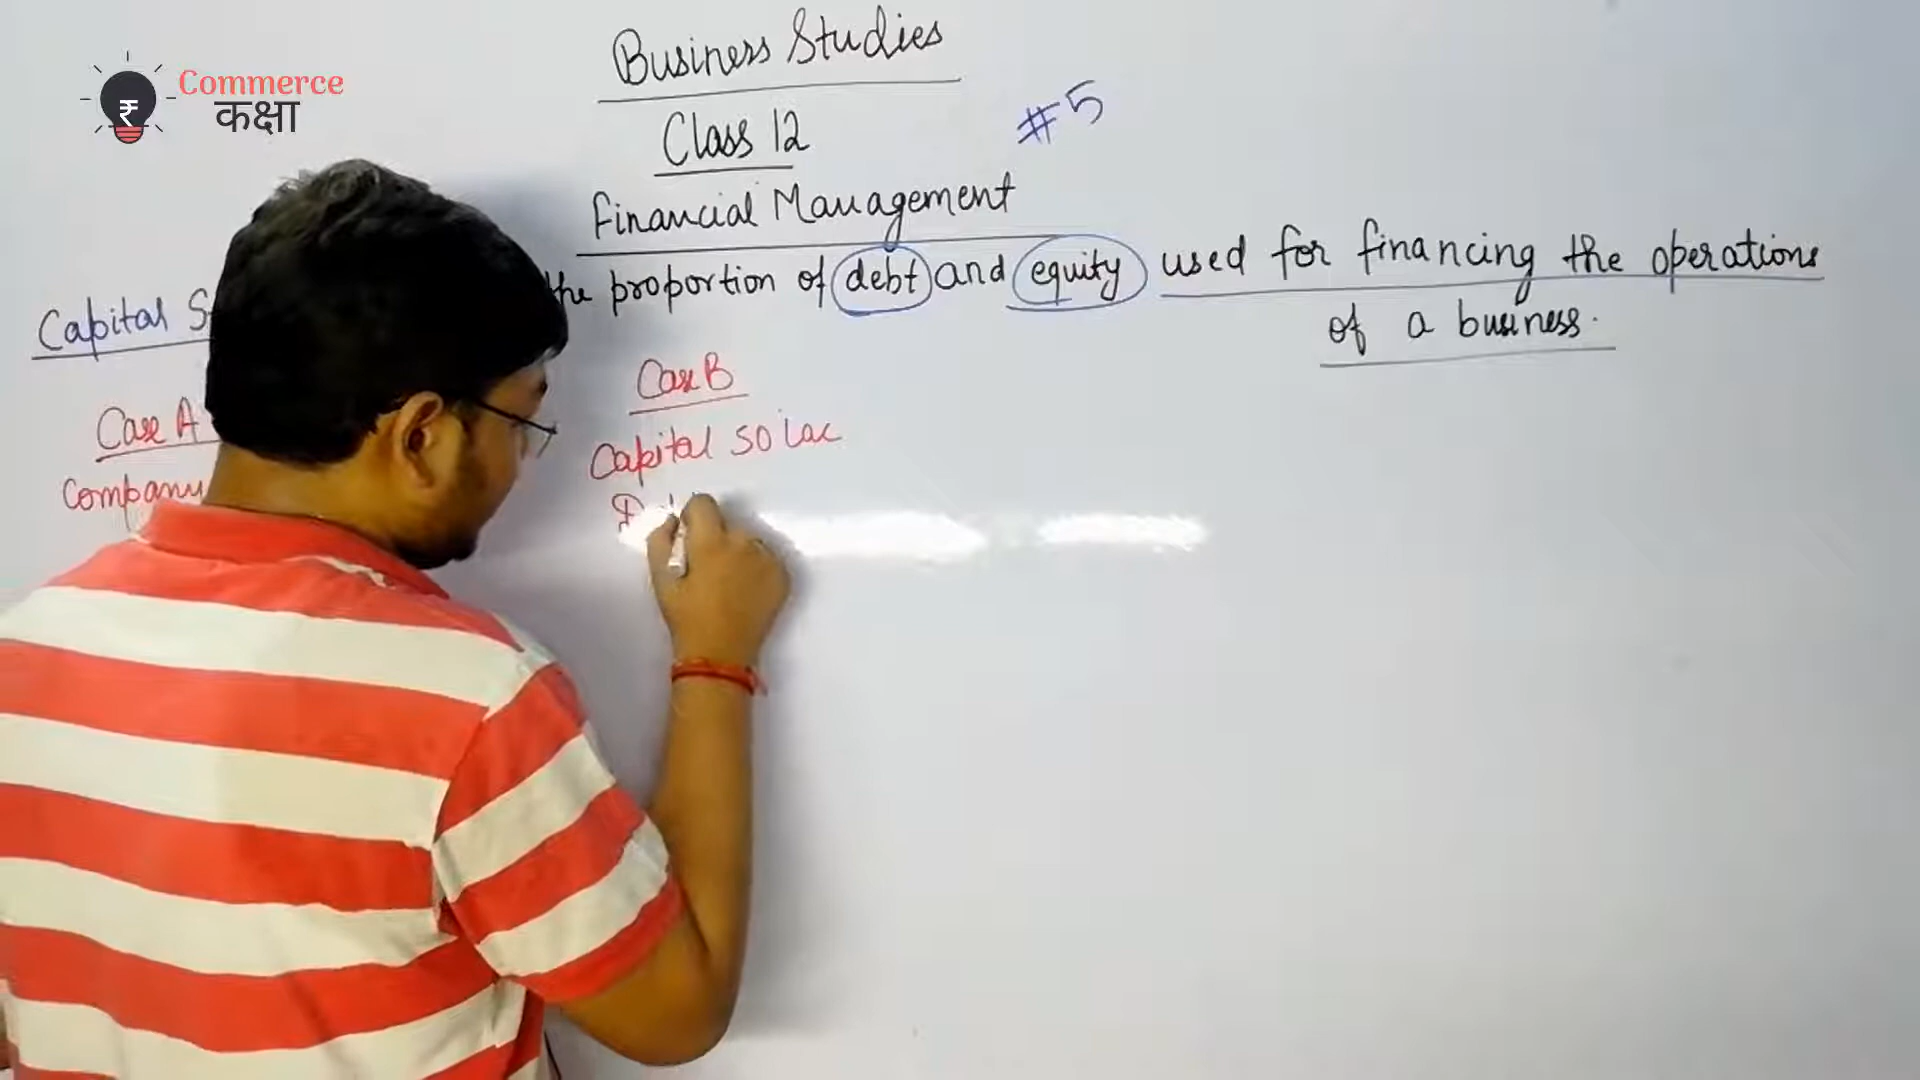 Commerce
कक्षा
Business Studies
Class 12
#5
Financial Management
Capital the proportion of debt and equity used for financing the operations
of a business.
Case A
Case B
Company
Capital 50 Lac